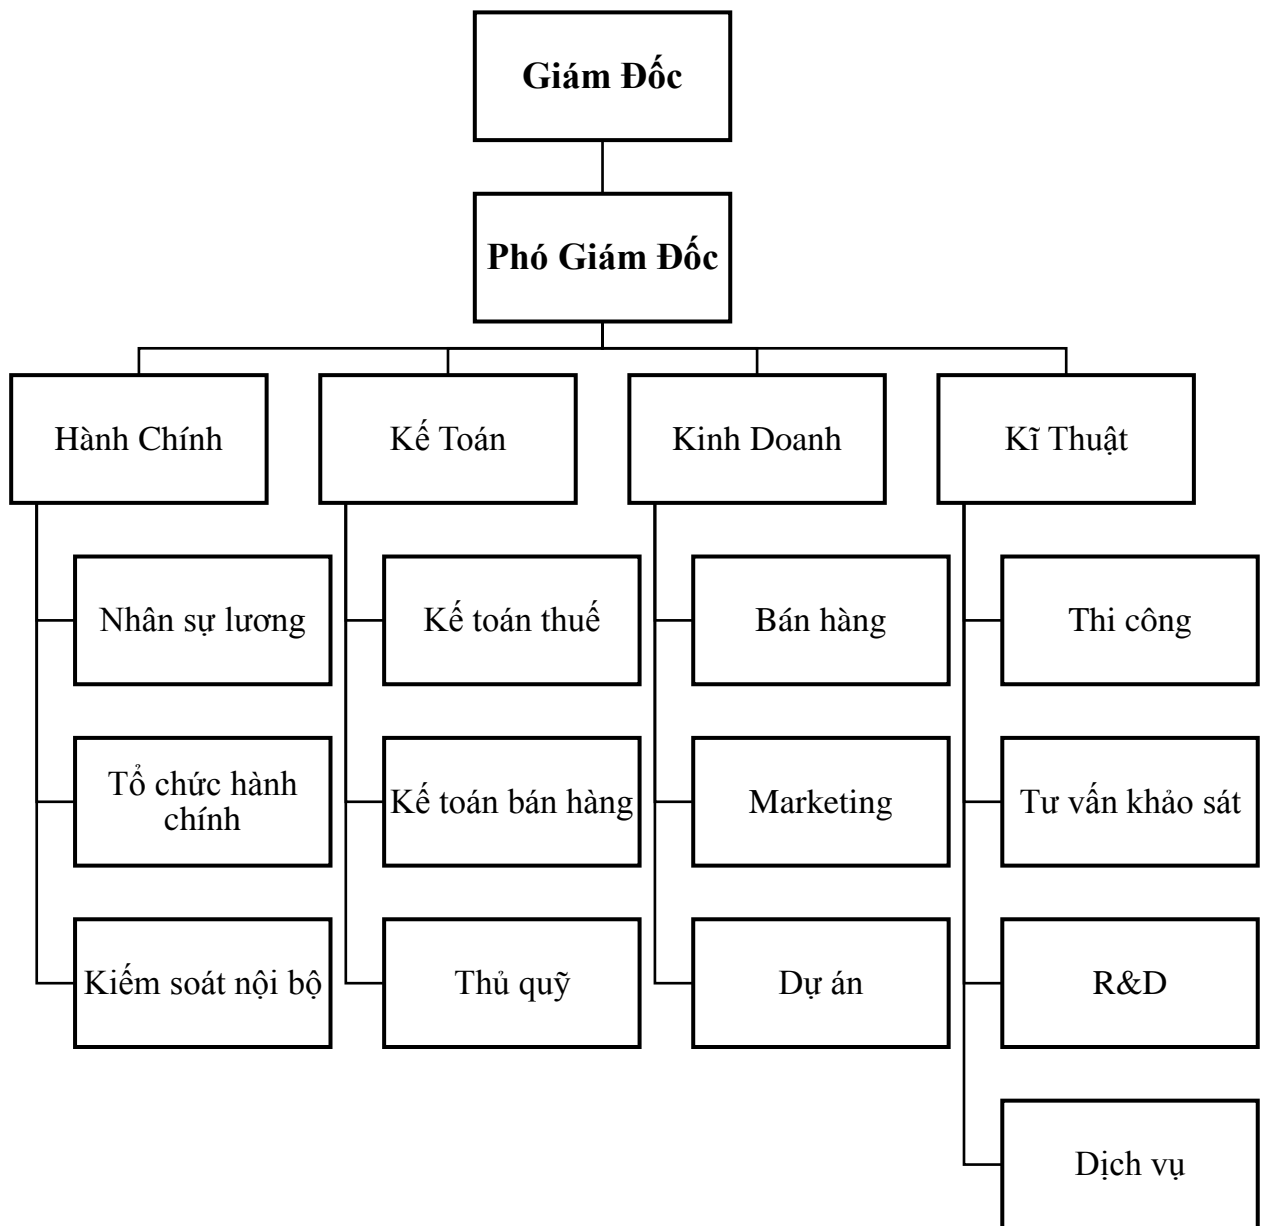 Giám Đốc
Phó Giám Đốc
Hành Chính
Kế Toán
Kinh Doanh
Kĩ Thuật
Nhân sự lương
Kế toán thuế
Bán hàng
Thi công
Tổ chức hành
chính
Kế toán bán hàng
Marketing
Tư vấn khảo sát
Kiếm soát nội bộ
Thủ quỹ
Dự án
R&D
Dịch vụ